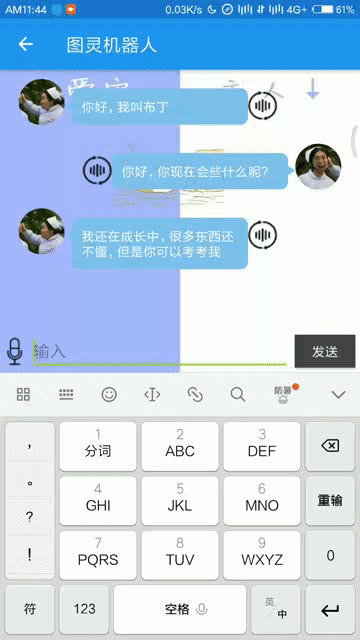 AM11:44
0.03K/s
4G+
61%
图灵机器人
主人
你好，我叫布丁
你好，你现在会些什么呢?
我还在成长中，很多东西还
不懂，但是你可以考考我
输入
发送
防暑
，
1
分词
2
ABC
3
DEF
。
4
GHI
5
JKL
6
MNO
重输
?
!
7
PQRS
8
TUV
9
WXYZ
0
符
123
空格
英
中